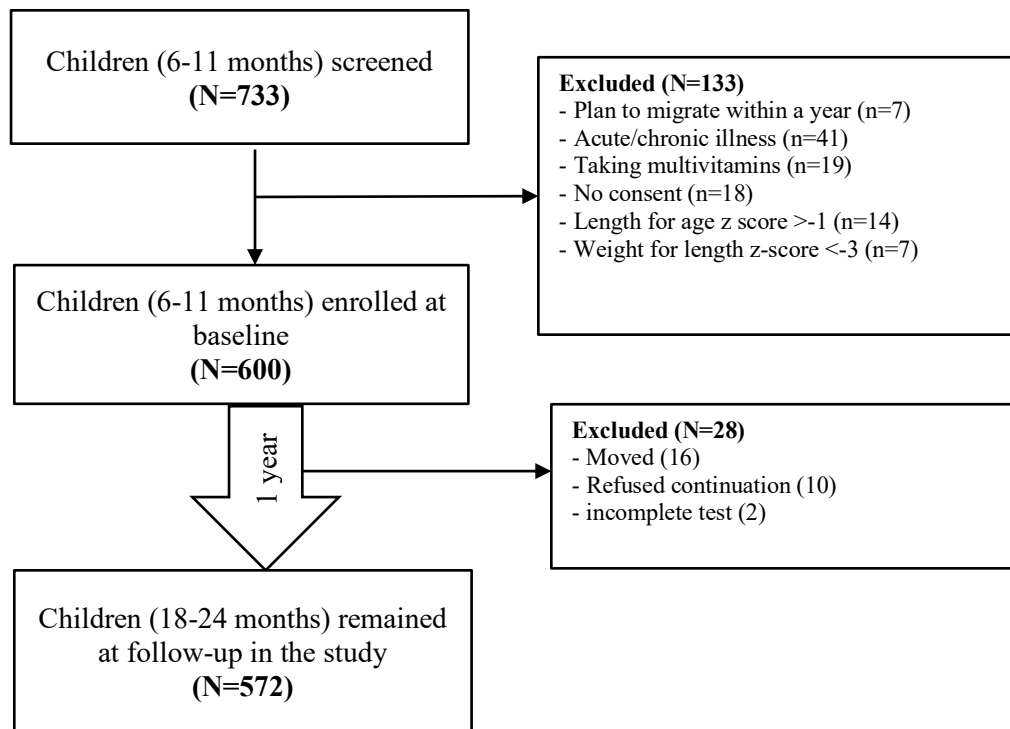 Children (6-11 months) screened
(N=733)
Excluded (N=133)
- Plan to migrate within a year (n=7)
- Acute/chronic illness (n=41)
- Taking multivitamins (n=19)
- No consent (n=18)
- Length for age z score >-1 (n=14)
- Weight for length z-score <-3 (n=7)
Children (6-11 months) enrolled at
baseline
(N=600)
1 year
Excluded (N=28)
- Moved (16)
- Refused continuation (10)
- incomplete test (2)
Children (18-24 months) remained
at follow-up in the study
(N=572)